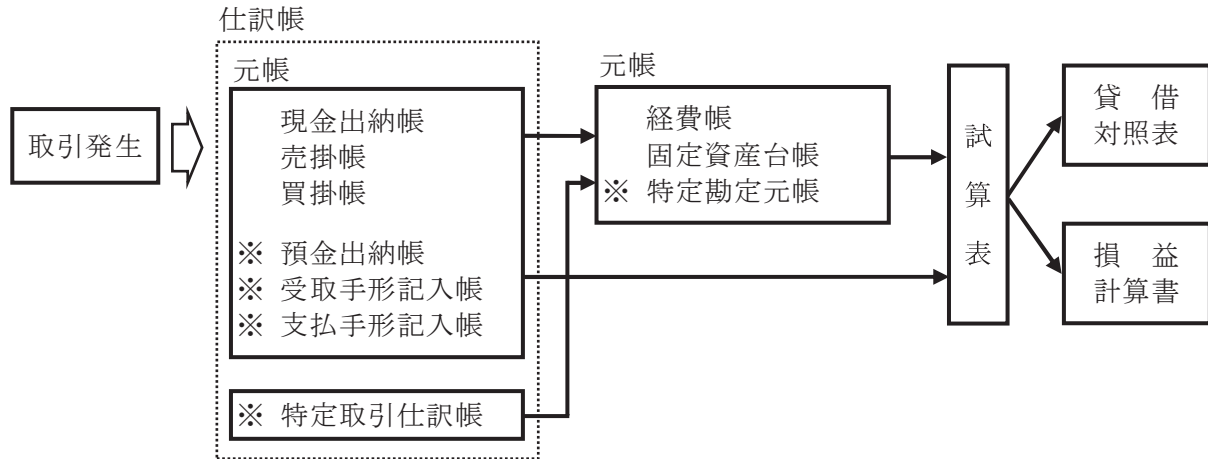 仕訳帳
元帳
取引発生
現金出納帳
売掛帳
買掛帳
※ 預金出納帳
※ 受取手形記入帳
※ 支払手形記入帳
※ 特定取引仕訳帳
元帳
経費帳
固定資産台帳
※ 特定勘定元帳
試算表
貸 借
対照表
損 益
計算書